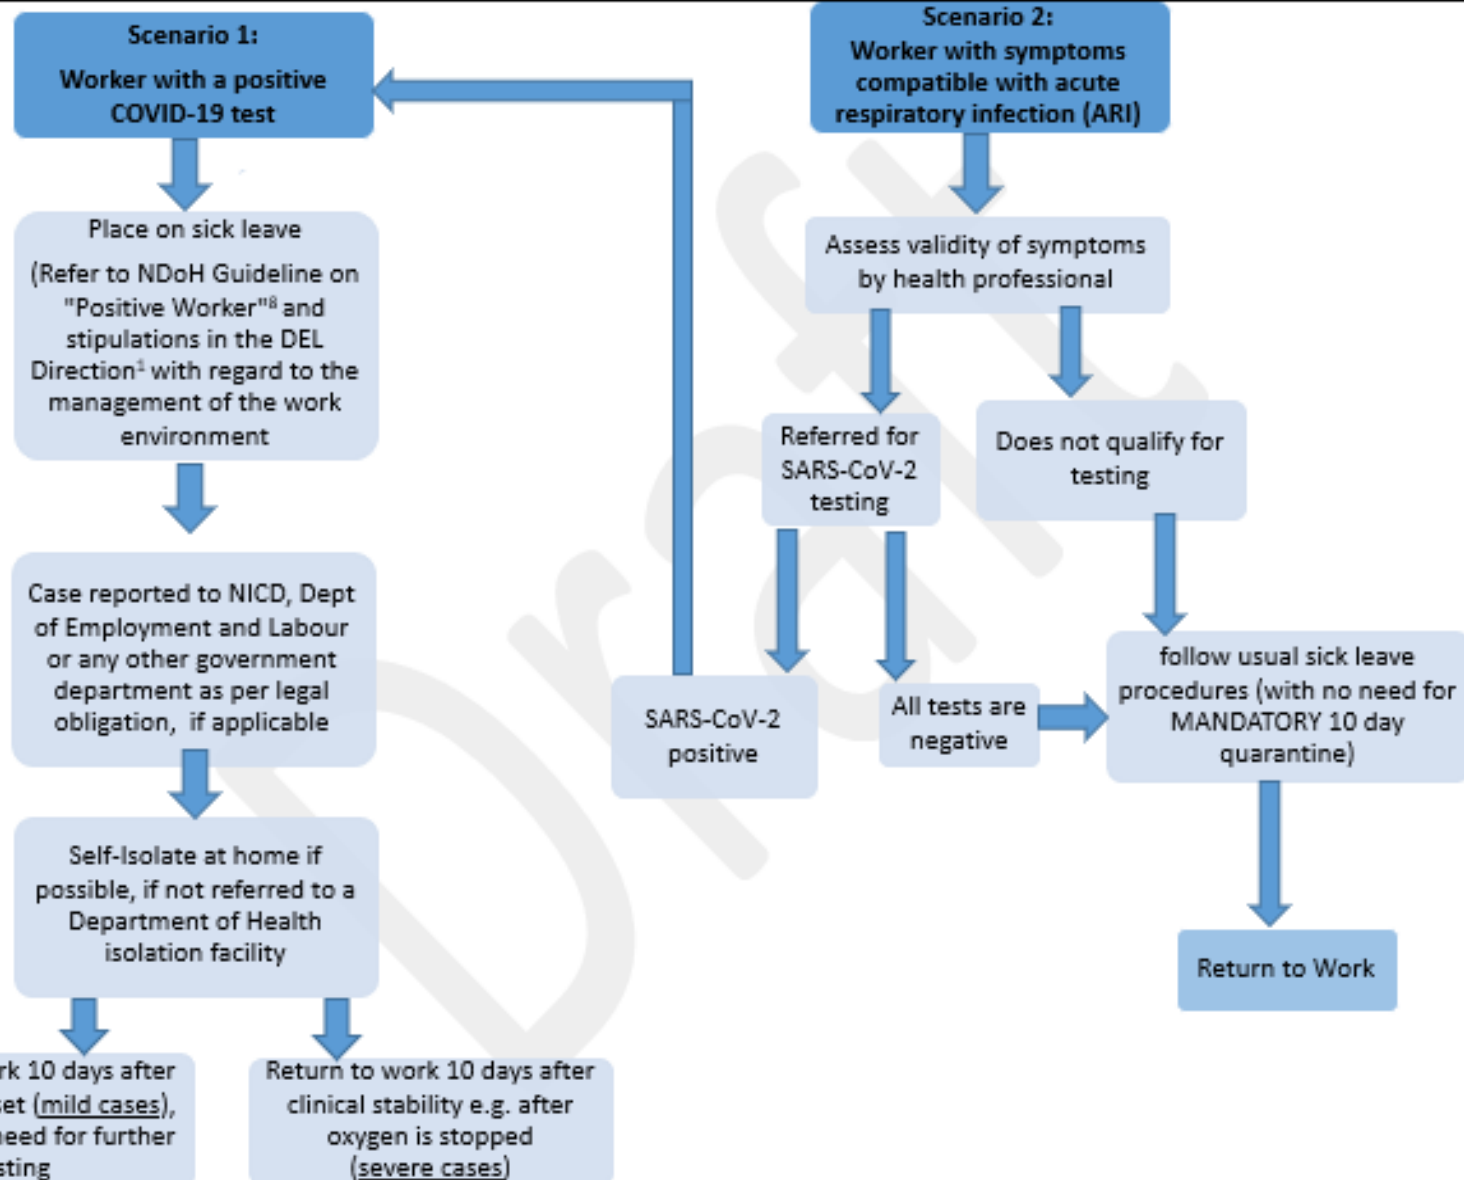 Scenario 1:
Worker with a positive
COVID-19 test
Place on sick leave
(Refer to NDoH Guideline on
"Positive Worker"⁸ and
stipulations in the DEL
Direction¹ with regard to the
management of the work
environment
Case reported to NICD, Dept
of Employment and Labour
or any other government
department as per legal
obligation, if applicable
Self-Isolate at home if
possible, if not referred to a
Department of Health
isolation facility
10 days after
(mild cases),
for further
Return to work 10 days after
clinical stability e.g. after
oxygen is stopped
(severe cases)
Scenario 2:
Worker with symptoms
compatible with acute
respiratory infection (ARI)
Assess validity of symptoms
by health professional
Referred for
SARS-CoV-2
testing
Does not qualify for
testing
SARS-CoV-2
positive
All tests are
negative
follow usual sick leave
procedures (with no need for
MANDATORY 10 day
quarantine)
Return to Work
Draft